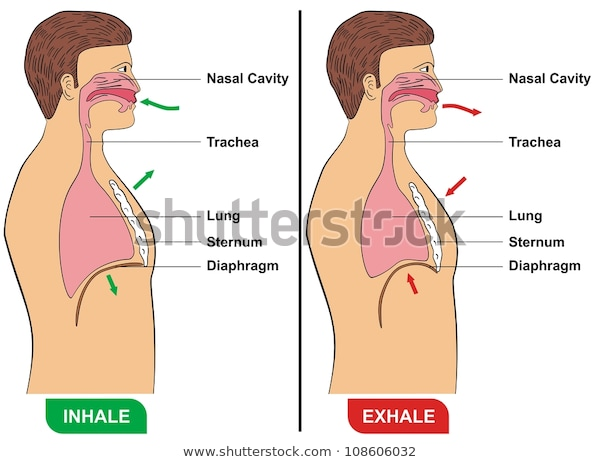 Nasal Cavity
Trachea
Lung
Sternum
Diaphragm
INHALE
Nasal Cavity
Trachea
Lung
Sternum
Diaphragm
EXHALE
shutterstock
www.shutterstock.com · 108606032